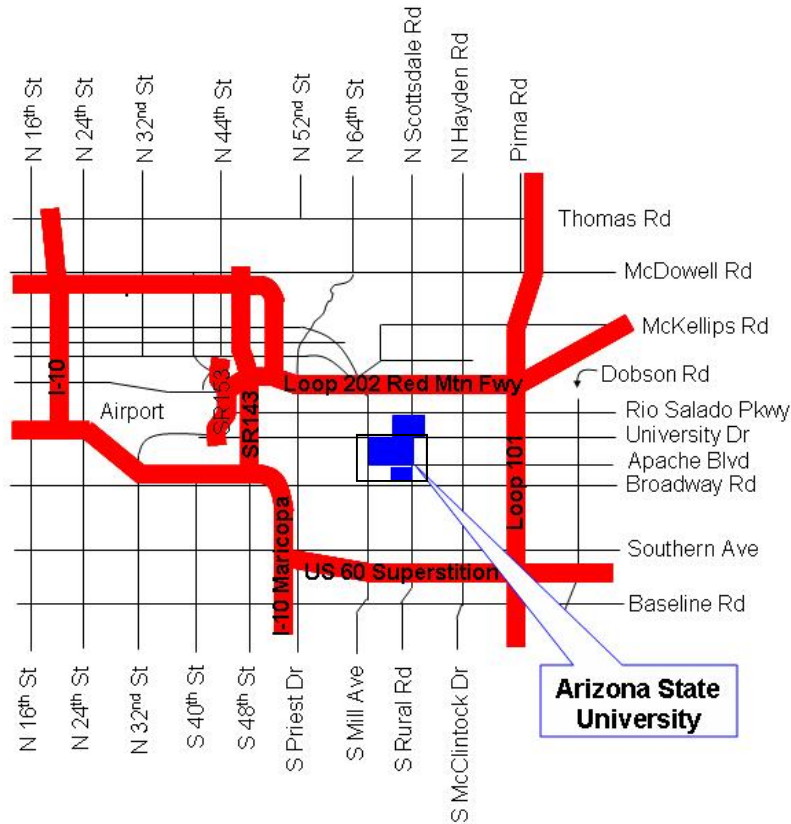 N 16th St
N 24th St
N 32nd St
N 44th St
N 52nd St
N 64th St
N Scottsdale Rd
N Hayden Rd
Pima Rd
Thomas Rd
McDowell Rd
McKellips Rd
Dobson Rd
Loop 202 Red Mtn Fwy
I-10
SR153
Airport
SR143
Rio Salado Pkwy
University Dr
Apache Blvd
Broadway Rd
Loop 101
Southern Ave
I-10 Maricopa
US 60 Superstition
Baseline Rd
N 16th St
N 24th St
N 32nd St
S 40th St
S 48th St
S Priest Dr
S Mill Ave
S Rural Rd
S McClintock Dr
Arizona State
University